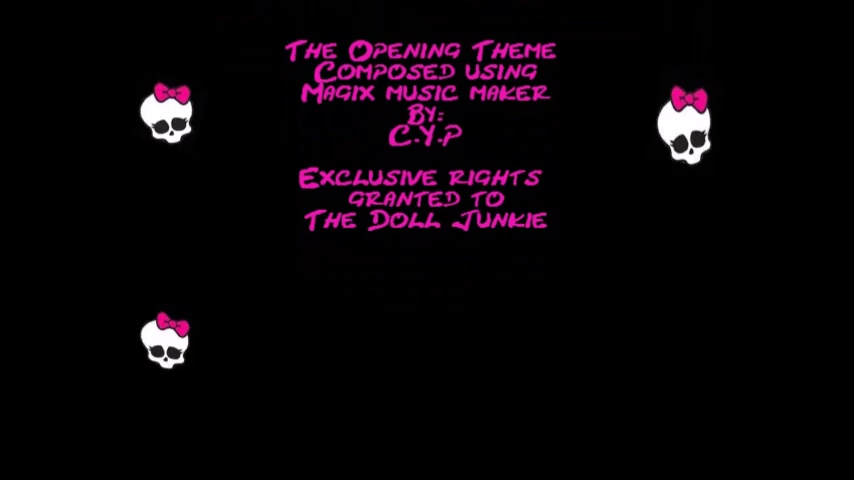 The Opening Theme
Composed using
Magix music maker
By:
C.Y.P
Exclusive rights
granted to
The Doll Junkie